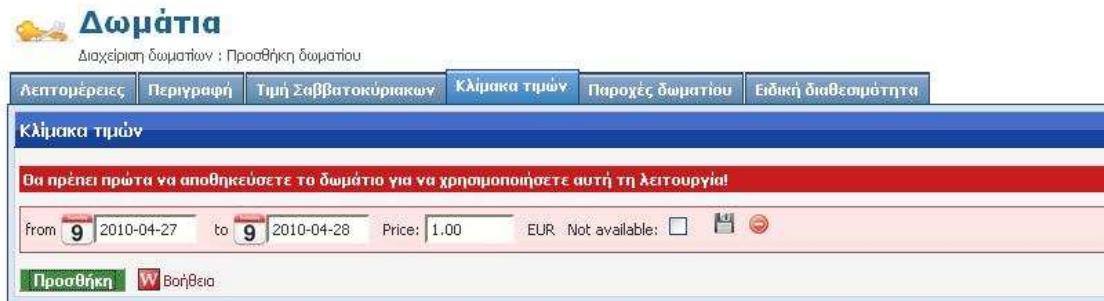 Δωμάτια
Διαχείριση δωματίων : Προσθήκη δωματίου
Λεπτομέρειες Περιγραφή Τιμή Σαββατοκύριακων Κλίμακα τιμών Παροχές δωματίου Ειδική διαθεσιμότητα
Κλίμακα τιμών
Θα πρέπει πρώτα να αποθηκεύσετε το δωμάτιο για να χρησιμοποιήσετε αυτή τη λειτουργία!
from 9 2010-04-27 to 9 2010-04-28 Price: 1.00 EUR Not available:
Προσθήκη W Βοήθεια